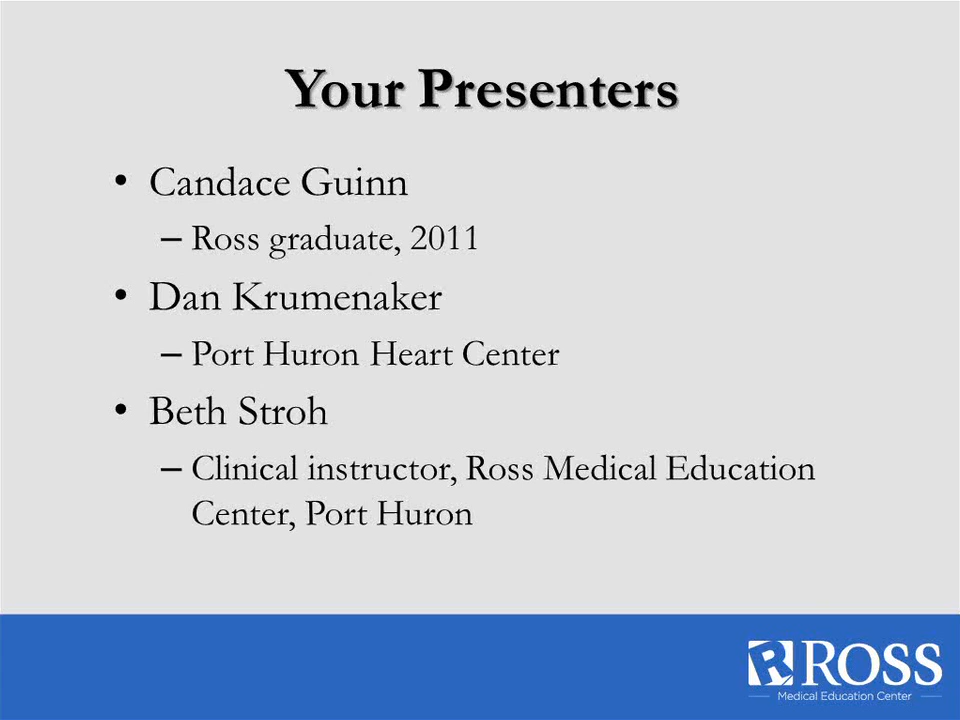 Your Presenters
• Candace Guinn
– Ross graduate, 2011
• Dan Krumenaker
– Port Huron Heart Center
• Beth Stroh
– Clinical instructor, Ross Medical Education
Center, Port Huron
R ROSS
Medical Education Center